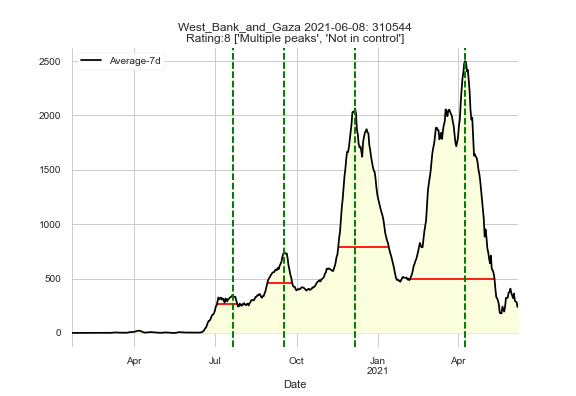 West_Bank_and_Gaza 2021-06-08: 310544
Rating:8 ['Multiple peaks', 'Not in control']
Average-7d
2500
2000
1500
1000
500
0
Apr
Jul
Oct
Jan
2021
Apr
Date